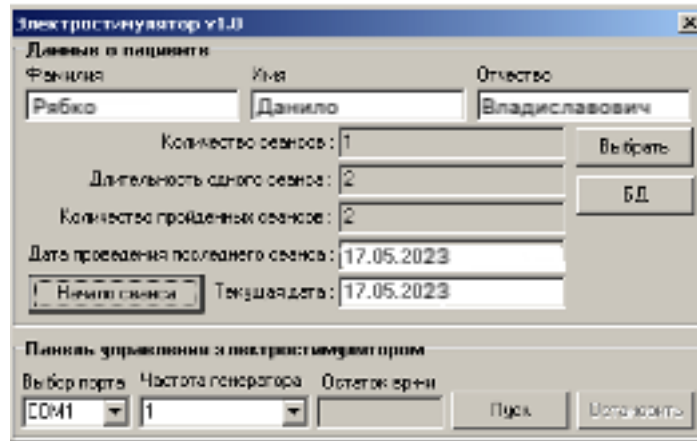 Электростимулятор v1.0
Данные о пациенте
Фамилия Имя Отчество
Рябко Данило Владиславович
Количество сеансов: 1 Выбрать
Длительность одного сеанса: 2 БД
Количество пройденных сеансов: 2
Дата проведения последнего сеанса: 17.05.2023
Начало сеанса Текущая дата: 17.05.2023
Панель управления электростимулятором
Выбор порта Частота генератора Остаток врем
COM1 1 Пуск Остановить